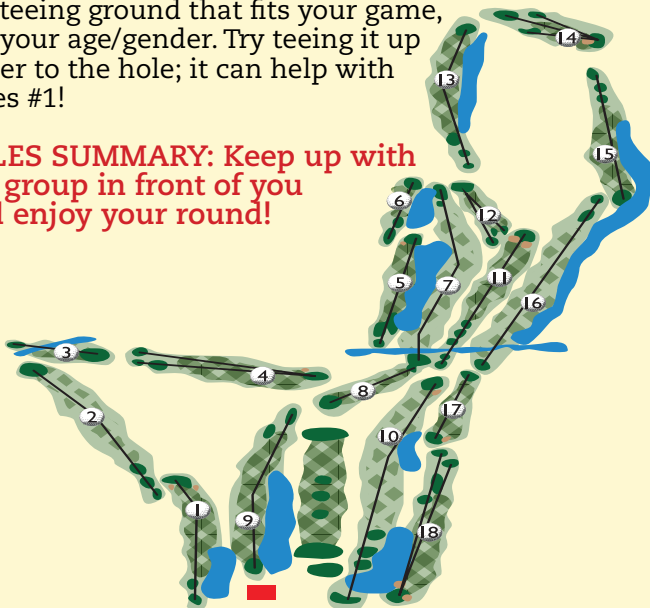 teeing ground that fits your game,
your age/gender. Try teeing it up
er to the hole; it can help with
es #1!
LES SUMMARY: Keep up with
group in front of you
d enjoy your round!
14
13
15
6
12
5
7
11
16
3
4
8
2
17
10
1
9
18